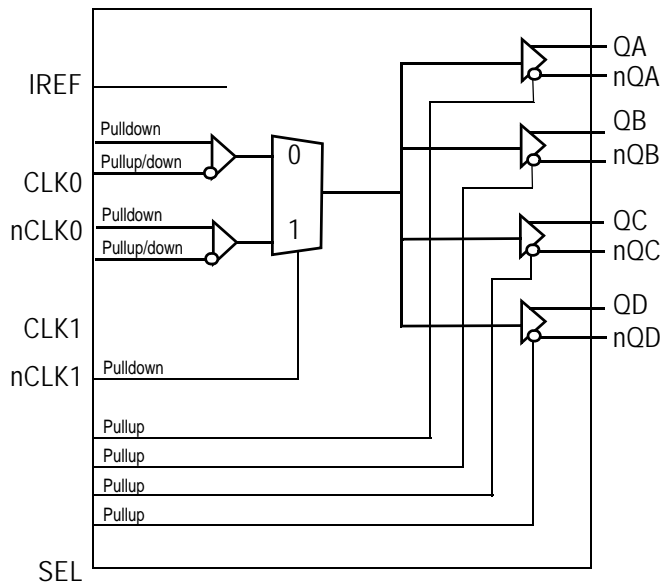 IREF
CLK0
nCLK0
CLK1
nCLK1
SEL
Pulldown
Pullup/down
Pulldown
Pullup/down
Pulldown
Pullup
Pullup
Pullup
Pullup
0
1
QA
nQA
QB
nQB
QC
nQC
QD
nQD